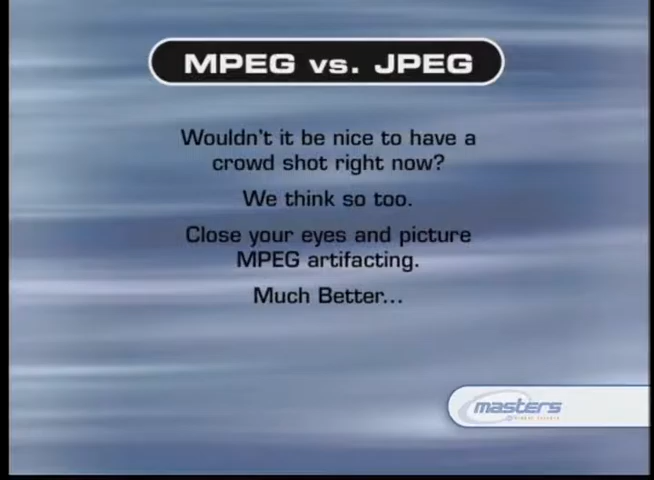 MPEG vs. JPEG
Wouldn't it be nice to have a
crowd shot right now?
We think so too.
Close your eyes and picture
MPEG artifacting.
Much Better...
masters